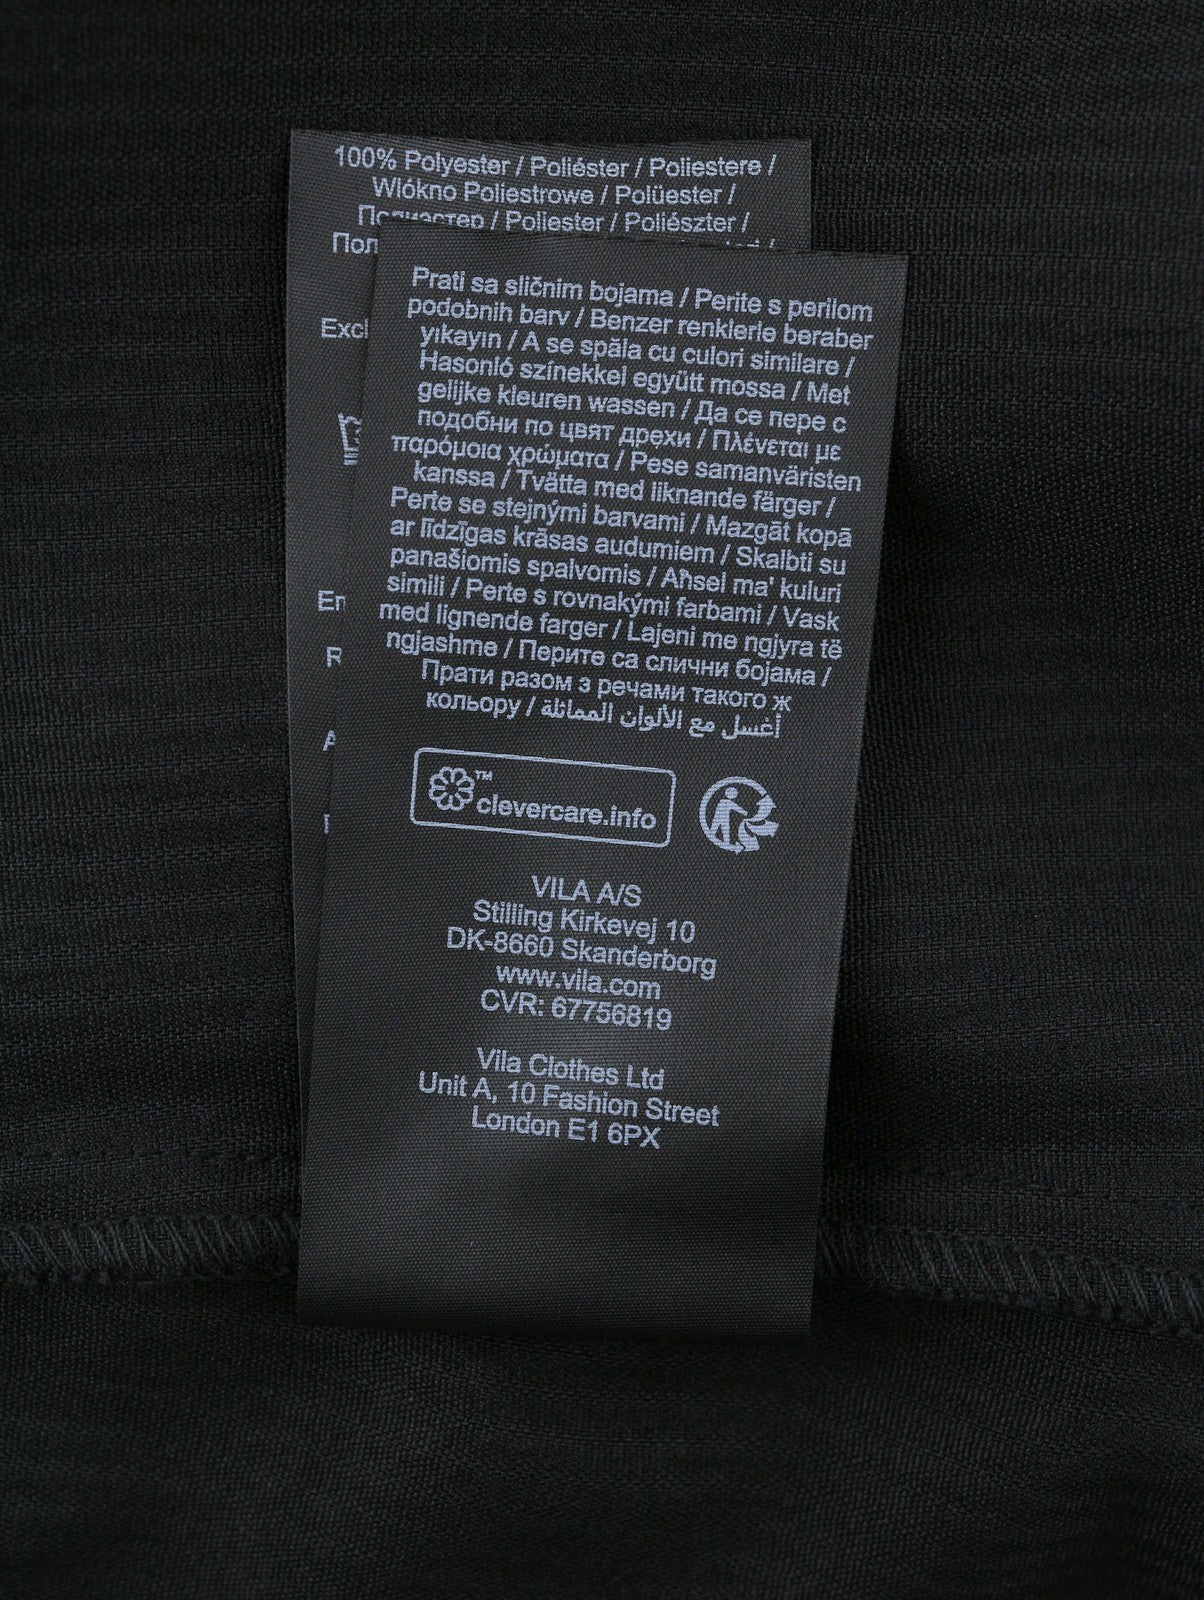 100% Polyester / Poliéster / Poliestere /
Włókno Poliestrowe / Polüester /
Полиэстер / Poliester / Poliészter /
Prati sa sličnim bojama / Perite s perilom
podobnih barv / Benzer renklerle beraber
yıkayın / A se spăla cu culori similare /
Hasonló színekkel együtt mossa / Met
gelijke kleuren wassen / Да се пере с
подобни по цвят дрехи / Πλένεται με
παρόμοια χρώματα / Pese samanväristen
kanssa / Tvätta med liknande färger /
Perte se stejnými barvami / Mazgāt kopā
ar līdzīgas krāsas audumiem / Skalbti su
panašiomis spalvomis / Aħsel ma' kuluri
simili / Perte s rovnakými farbami / Vask
med lignende farger / Lajeni me ngjyra të
ngjashme / Перите са слични бојама /
Прати разом з речами такого ж
кольору / أغسل مع الألوان المماثلة
™
clevercare.info
VILA A/S
Stilling Kirkevej 10
DK-8660 Skanderborg
www.vila.com
CVR: 67756819
Vila Clothes Ltd
Unit A, 10 Fashion Street
London E1 6PX